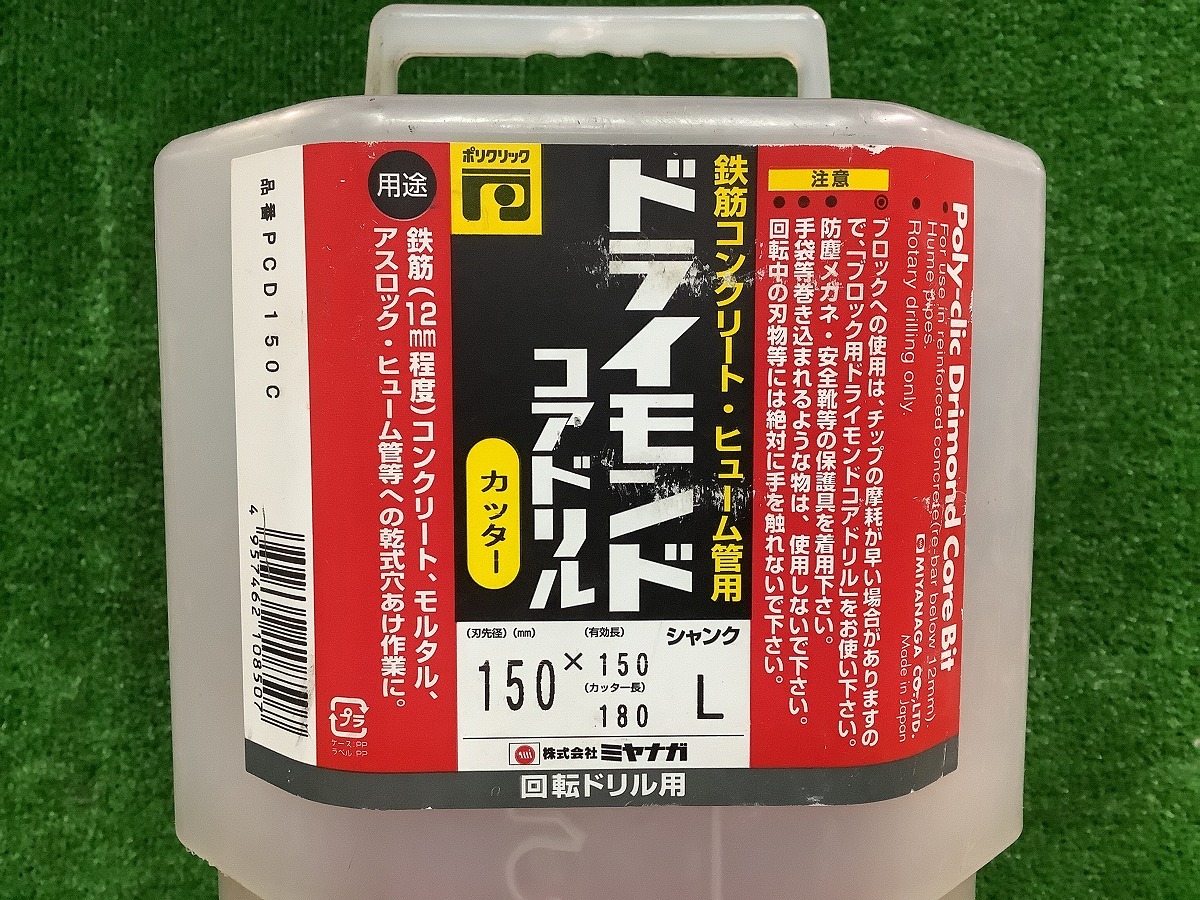 ポリクリック
鉄筋コンクリート・ヒューム管用
ドライモンド
コアドリル
カッター
(刃先径)(mm)
150
×
(有効長)
150
(カッター長)
180
シャンク
L
株式会社 ミヤナガ
回転ドリル用
用途
鉄筋(12mm程度)コンクリート、モルタル、
アスロック・ヒューム管等への乾式穴あけ作業に。
プラ
ケース:PP
ラベル:PP
品番PCD150C
4 957462 108507
注意
◎ブロックへの使用は、チップの摩耗が早い場合がありますの
で、「ブロック用ドライモンドコアドリル」をお使い下さい。
●防塵メガネ・安全靴等の保護具を着用下さい。
●手袋等巻き込まれるような物は、使用しないで下さい。
●回転中の刃物等には絶対に手を触れないで下さい。
Poly-clic Drimond Core Bit
● For use in reinforced concrete(re-bar below 12mm).
Hume pipes.
● Rotary drilling only.
MIYANAGA CO.,LTD.
Made in Japan